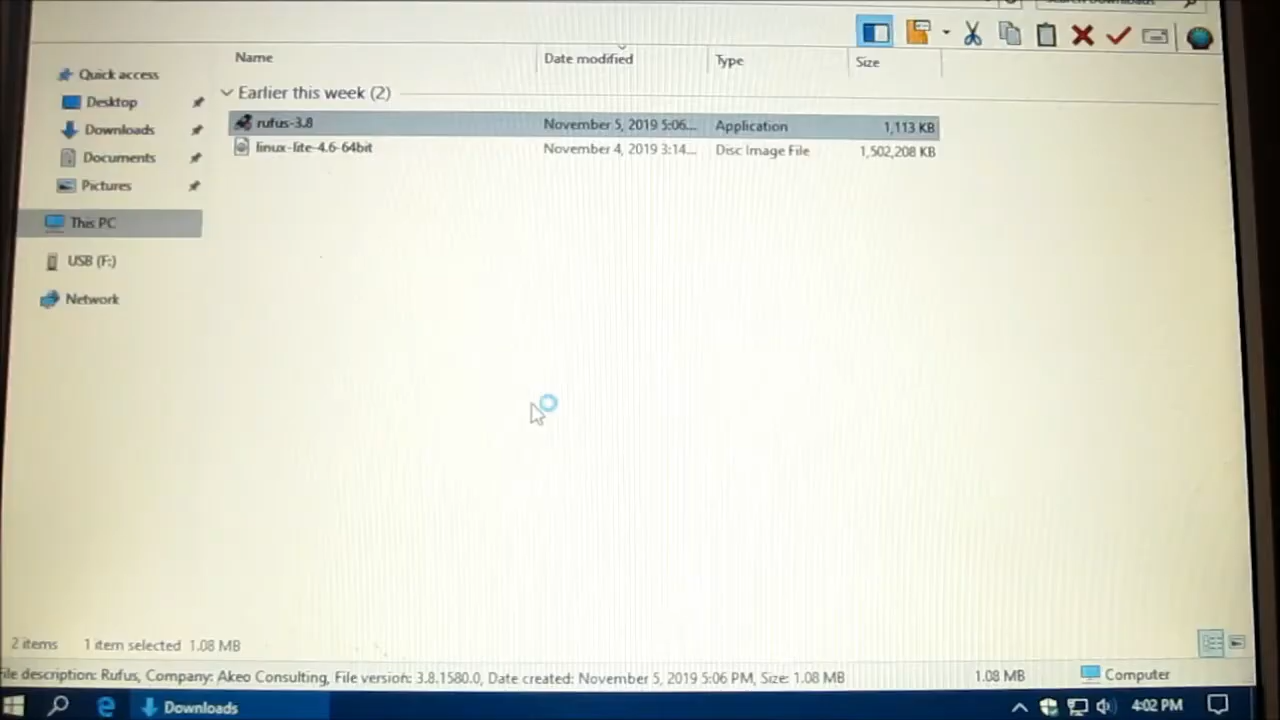 Name Date modified Type Size
Quick access
Desktop
Downloads
Documents
Pictures
This PC
USB (F:)
Network
Earlier this week (2)
rufus-3.8 November 5, 2019 5:06... Application 1,113 KB
linux-lite-4.6-64bit November 4, 2019 3:14... Disc Image File 1,502,208 KB
2 items 1 item selected 1.08 MB
ile description: Rufus, Company: Akeo Consulting, File version: 3.8.1580.0, Date created: November 5, 2019 5:06 PM, Size: 1.08 MB 1.08 MB Computer
Downloads 4:02 PM